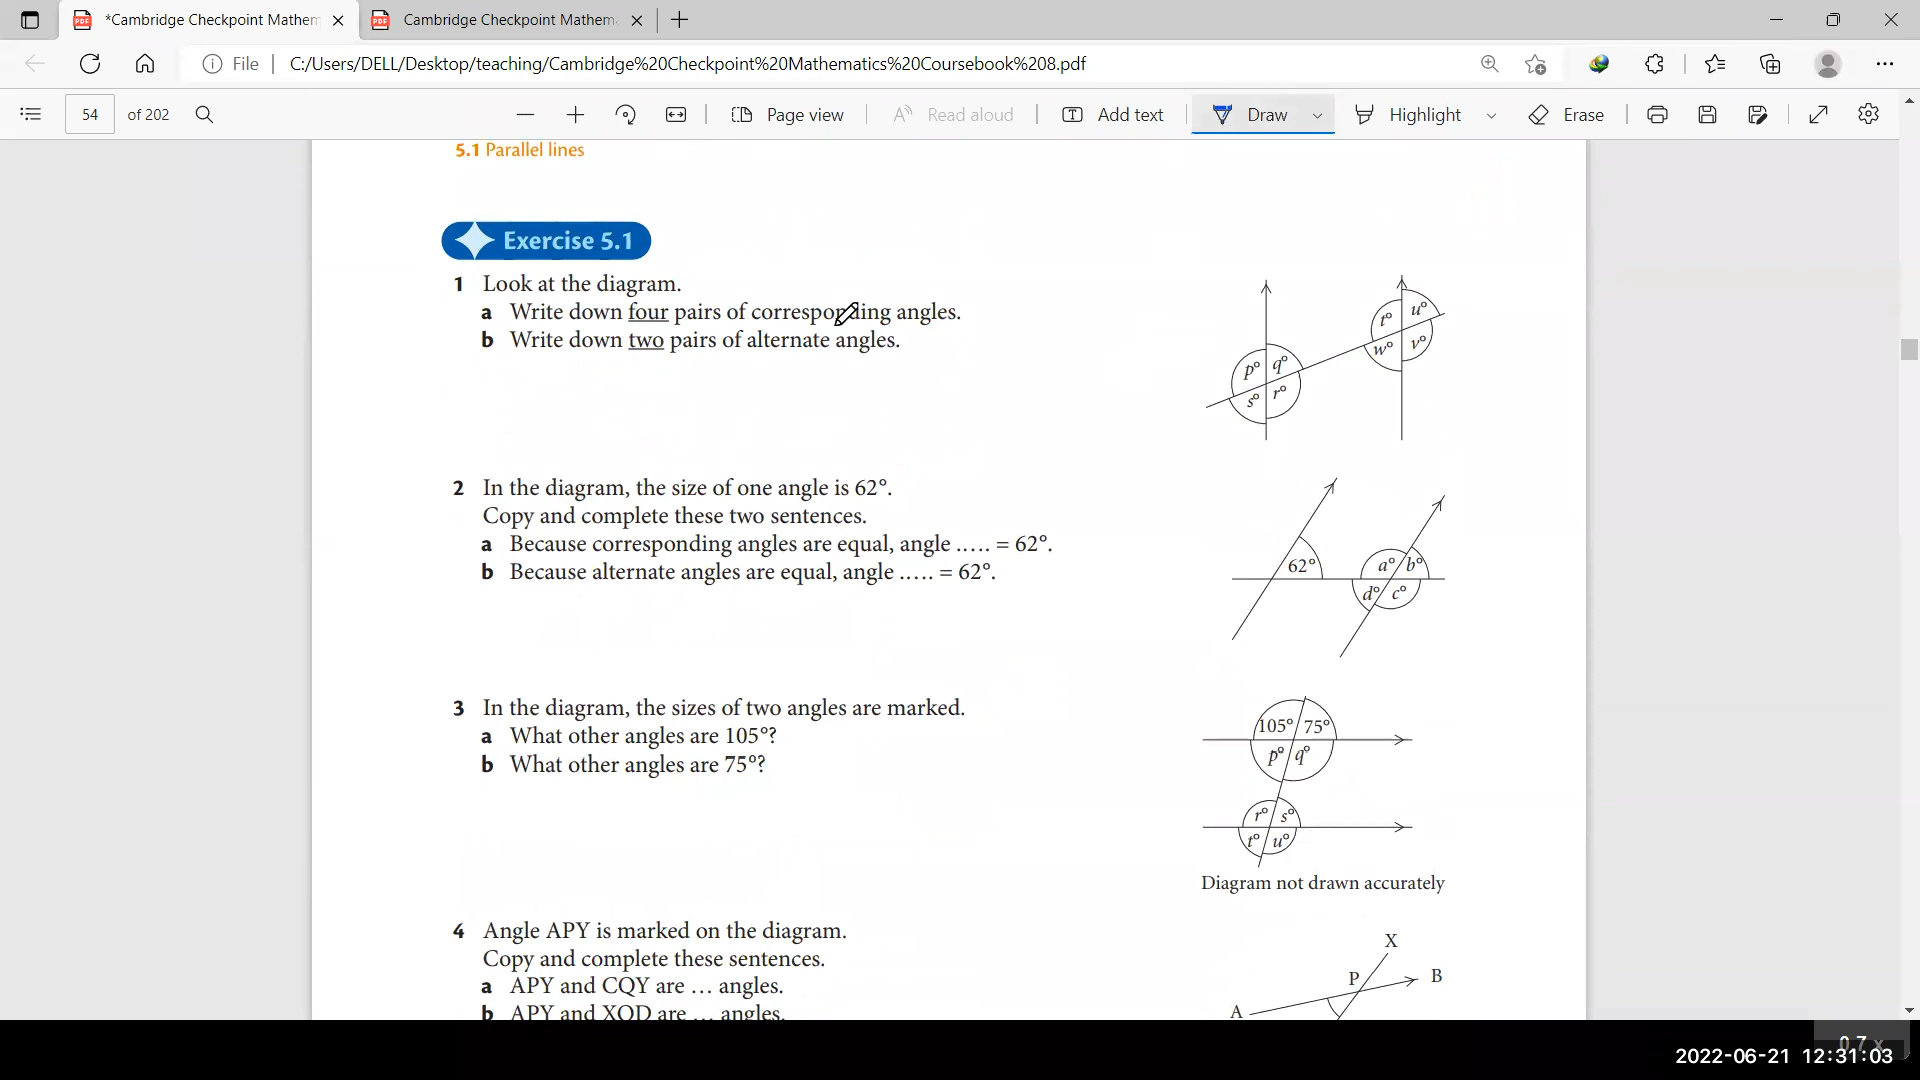 *Cambridge Checkpoint Mathem
Cambridge Checkpoint Mathem
File
C:/Users/DELL/Desktop/teaching/Cambridge%20Checkpoint%20Mathematics%20Coursebook%208.pdf
54 of 202
Page view
Read aloud
Add text
Draw
Highlight
Erase
5.1 Parallel lines
Exercise 5.1
1 Look at the diagram.
a Write down four pairs of corresponding angles.
b Write down two pairs of alternate angles.
t° u°
w° v°
p° q°
s° r°
2 In the diagram, the size of one angle is 62°.
Copy and complete these two sentences.
a Because corresponding angles are equal, angle ..... = 62°.
b Because alternate angles are equal, angle ..... = 62°.
62° a° b°
d° c°
3 In the diagram, the sizes of two angles are marked.
a What other angles are 105°?
b What other angles are 75°?
105° 75°
p° q°
r° s°
t° u°
Diagram not drawn accurately
4 Angle APY is marked on the diagram.
Copy and complete these sentences.
a APY and CQY are ... angles.
b APY and XQD are ... angles.
X
P B
A
0.7 x
2022-06-21 12:31:03